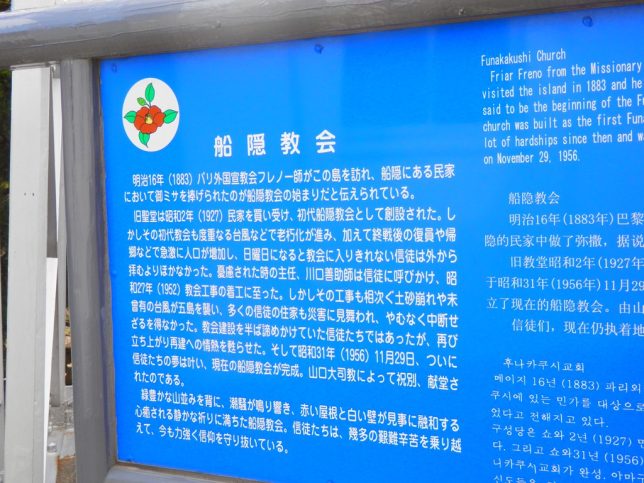 船隠教会
明治16年（1883）パリ外国宣教会フレノー師がこの島を訪れ、船隠にある民家
において御ミサを捧げられたのが船隠教会の始まりだと伝えられている。
旧聖堂は昭和2年（1927）民家を買い受け、初代船隠教会として創設された。し
かしその初代教会も度重なる台風などで老朽化が進み、加えて終戦後の復員や帰
郷などで急激に人口が増加し、日曜日になると教会に入りきれない信徒は外から
拝むよりほかなかった。憂慮された時の主任、川口善助師は信徒に呼びかけ、昭
和27年（1952）教会工事の着工に至った。しかしその工事も相次ぐ土砂崩れや未
曾有の台風が五島を襲い、多くの信徒の住家も災害に見舞われ、やむなく中断せ
ざるを得なかった。教会建設を半ば諦めかけていた信徒たちではあったが、再び
立ち上がり再建への情熱を甦らせた。そして昭和31年（1956）11月29日、ついに
信徒たちの夢は叶い、現在の船隠教会が完成。山口大司教によって祝別、献堂さ
れたのである。
緑豊かな山並みを背に、潮騒が鳴り響き、赤い屋根と白い壁が見事に融和する
心癒される静かな祈りに満ちた船隠教会。信徒たちは、幾多の艱難辛苦を乗り越
えて、今も力強く信仰を守り抜いている。
Funakakushi Church
Friar Freno from the Missionary
visited the island in 1883 and he
said to be the beginning of the Fu
church was built as the first Funa
lot of hardships since then and wa
on November 29, 1956.
船隐教会
明治16年(1883年)巴黎
隐的民家中做了弥撒，据说
旧教堂昭和2年(1927年
于昭和31年(1956年)11月29
立了现在的船隐教会。由山
信徒们，现在仍执着地
후나카쿠시교회
메이지 16년 (1883) 파리외
쿠시에 있는 민가를 대상으로
었다고 전해지고 있다.
구성당은 쇼와 2년 (1927) 민
다. 그리고 쇼와31년 (1956)
니카쿠시교회가 완성, 야마구
신도들은